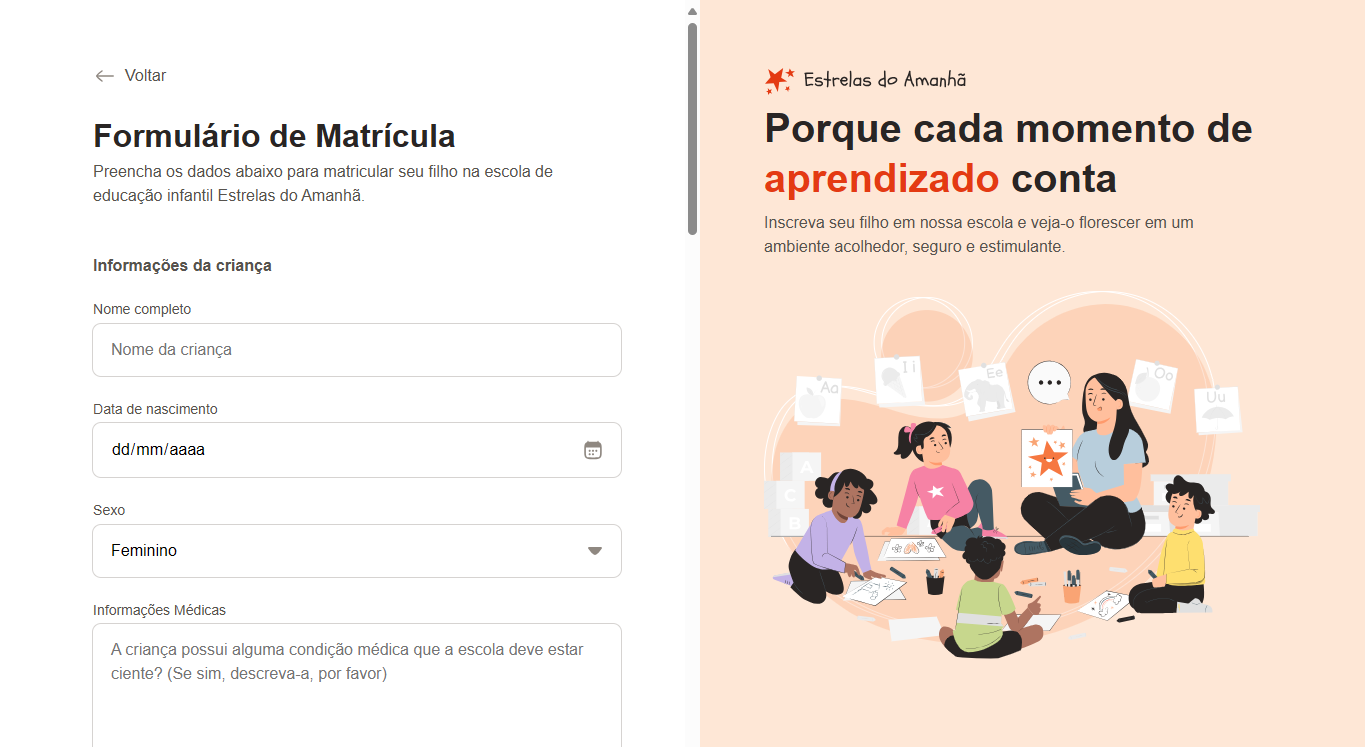 Voltar
Formulário de Matrícula
Preencha os dados abaixo para matricular seu filho na escola de
educação infantil Estrelas do Amanhã.
Informações da criança
Nome completo
Nome da criança
Data de nascimento
dd/mm/aaaa
Sexo
Feminino
Informações Médicas
A criança possui alguma condição médica que a escola deve estar
ciente? (Se sim, descreva-a, por favor)
Estrelas do Amanhã
Porque cada momento de
aprendizado conta
Inscreva seu filho em nossa escola e veja-o florescer em um
ambiente acolhedor, seguro e estimulante.
Aa
Ii
Ee
Oo
Uu
A
C
B